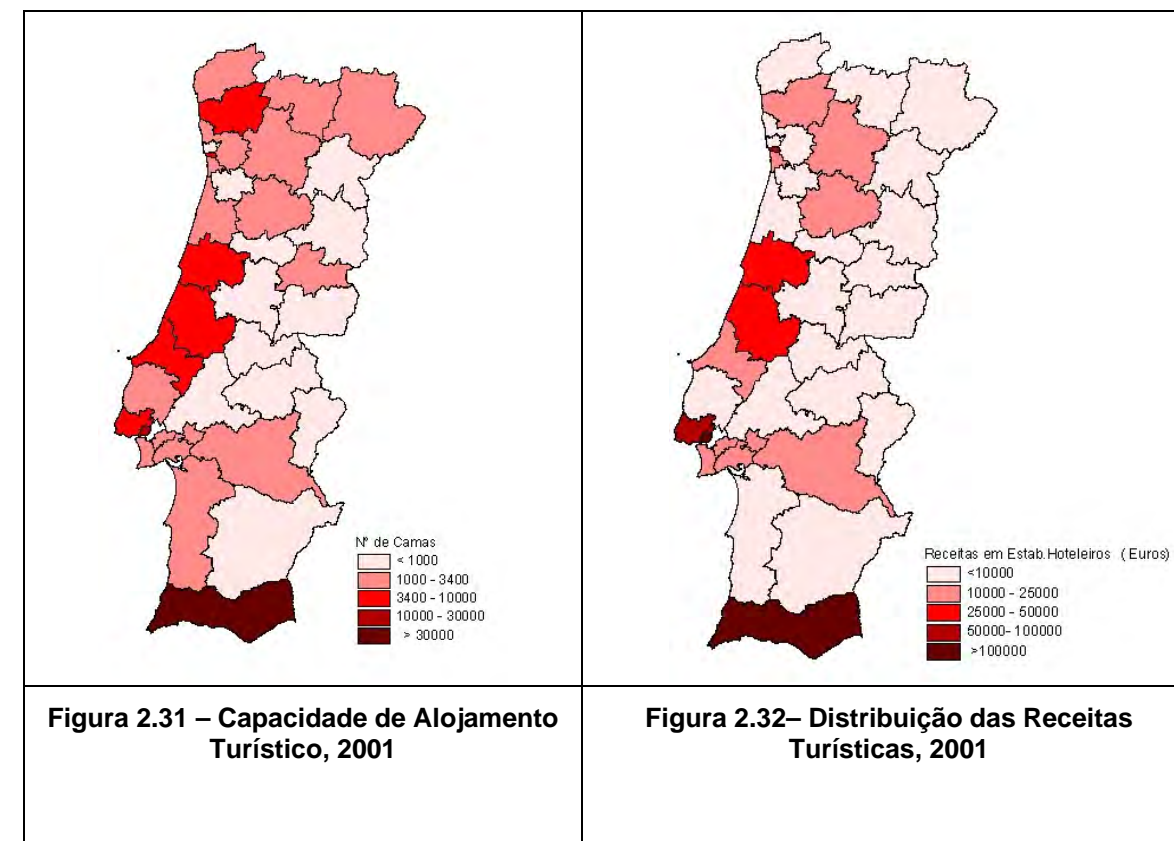 Nº de Camas
< 1000
1000 - 3400
3400 - 10000
10000 - 30000
> 30000
Receitas em Estab.Hoteleiros (Euros)
<10000
10000 - 25000
25000 - 50000
50000- 100000
>100000
Figura 2.31 – Capacidade de Alojamento
Turístico, 2001
Figura 2.32– Distribuição das Receitas
Turísticas, 2001